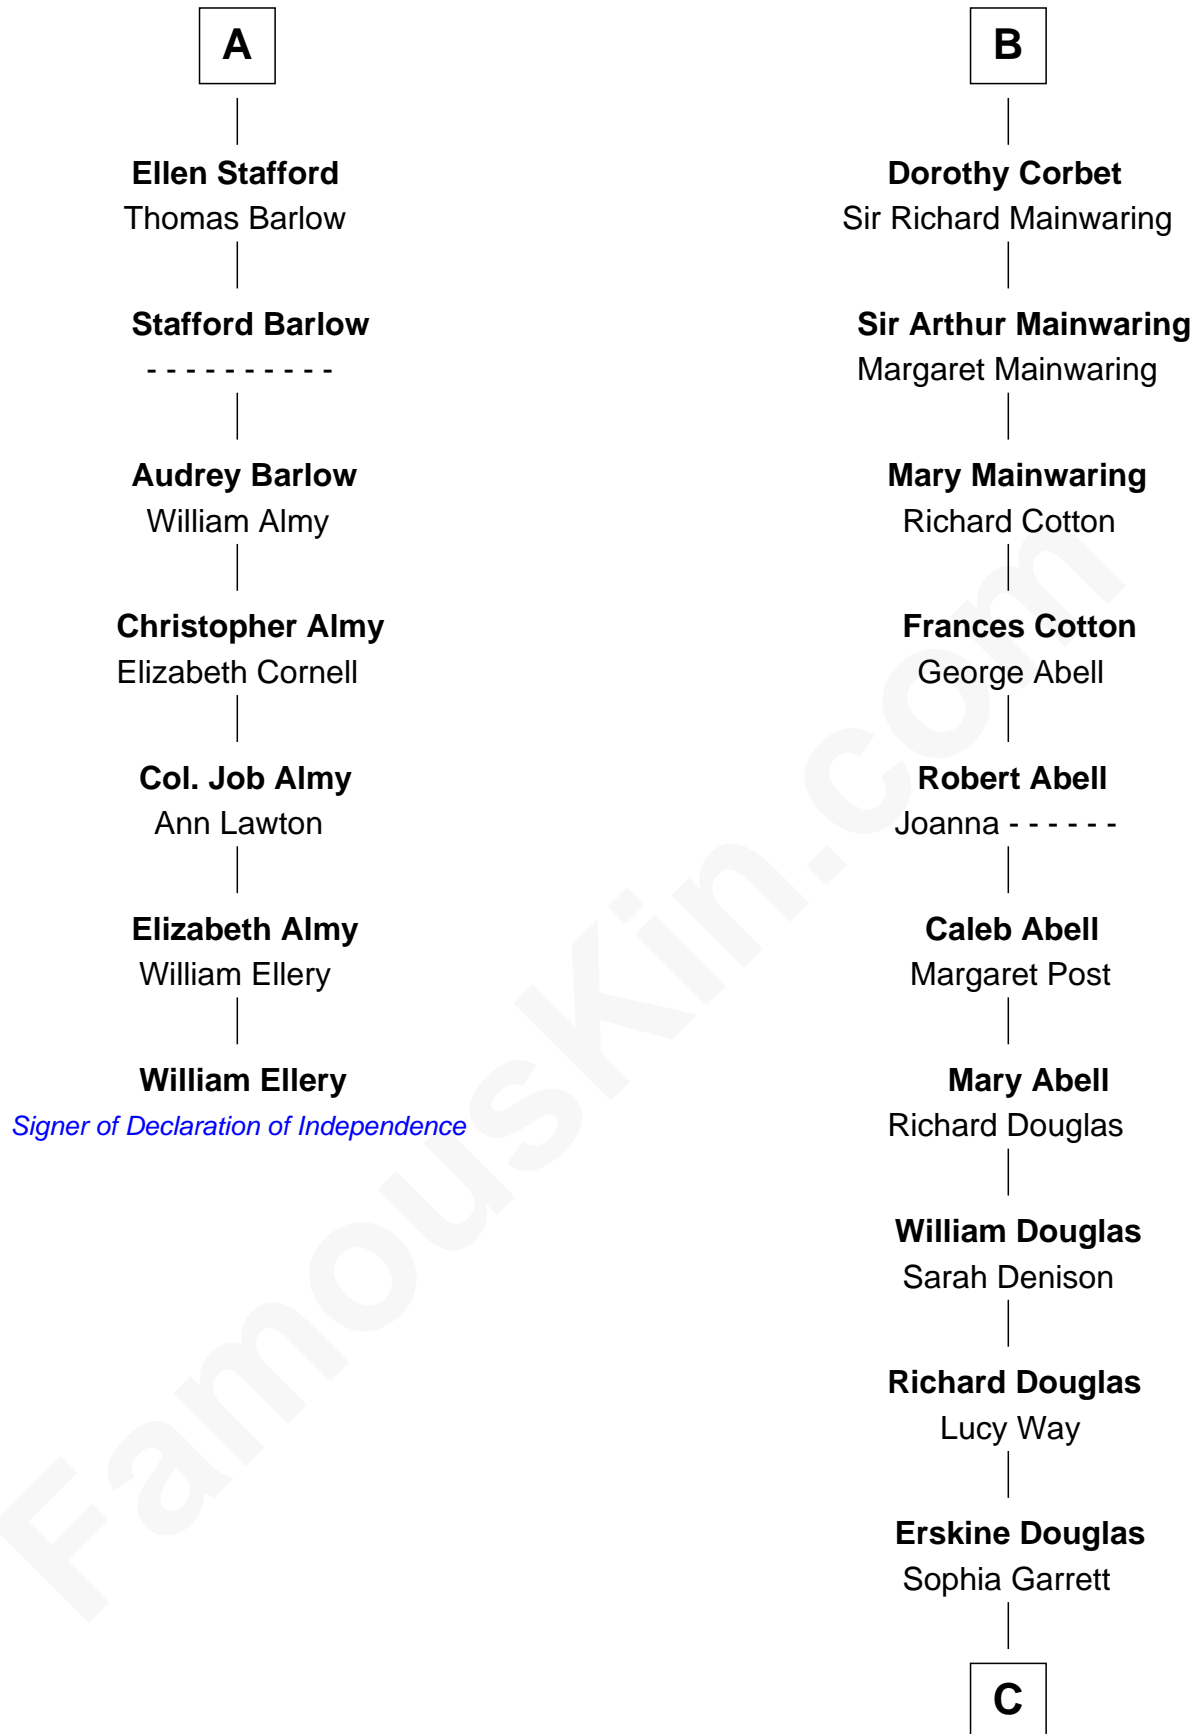 A
Ellen Stafford
Thomas Barlow
Stafford Barlow
- - - - - - - - - -
Audrey Barlow
William Almy
Christopher Almy
Elizabeth Cornell
Col. Job Almy
Ann Lawton
Elizabeth Almy
William Ellery
William Ellery
Signer of Declaration of Independence
B
Dorothy Corbet
Sir Richard Mainwaring
Sir Arthur Mainwaring
Margaret Mainwaring
Mary Mainwaring
Richard Cotton
Frances Cotton
George Abell
Robert Abell
Joanna - - - - - -
Caleb Abell
Margaret Post
Mary Abell
Richard Douglas
William Douglas
Sarah Denison
Richard Douglas
Lucy Way
Erskine Douglas
Sophia Garrett
C
FamousKin.com